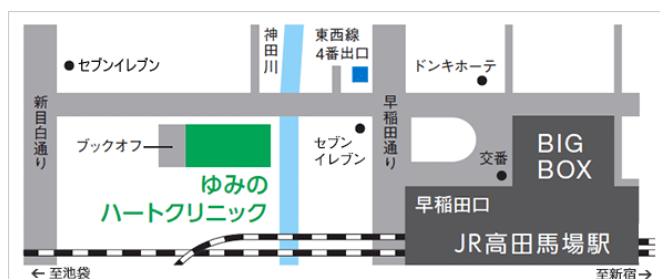 神田川
東西線
4番出口
セブンイレブン
ドンキホーテ
新目白通り
早稲田通り
ブックオフ
セブン
イレブン
交番
BIG
BOX
ゆみの
ハートクリニック
早稲田口
JR高田馬場駅
←至池袋
→至新宿